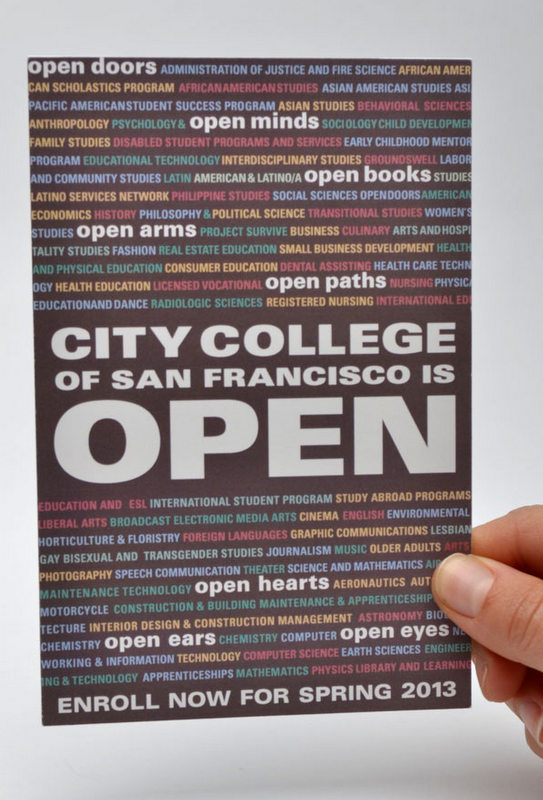 open doors ADMINISTRATION OF JUSTICE AND FIRE SCIENCE AFRICAN AMER
CAN SCHOLASTICS PROGRAM AFRICAN AMERICAN STUDIES ASIAN AMERICAN STUDIES ASI
PACIFIC AMERICAN STUDENT SUCCESS PROGRAM ASIAN STUDIES BEHAVIORAL SCIENCES
ANTHROPOLOGY PSYCHOLOGY & open minds SOCIOLOGY CHILD DEVELOPMEN
FAMILY STUDIES DISABLED STUDENT PROGRAMS AND SERVICES EARLY CHILDHOOD MENTOR
PROGRAM EDUCATIONAL TECHNOLOGY INTERDISCIPLINARY STUDIES GROUNDSWELL LABOR
AND COMMUNITY STUDIES LATIN AMERICAN & LATINO/A open books STUDIES
LATINO SERVICES NETWORK PHILIPPINE STUDIES SOCIAL SCIENCES OPENDOORS AMERICAN
ECONOMICS HISTORY PHILOSOPHY & POLITICAL SCIENCE TRANSITIONAL STUDIES WOMEN'S
STUDIES open arms PROJECT SURVIVE BUSINESS CULINARY ARTS AND HOSPI
TALITY STUDIES FASHION REAL ESTATE EDUCATION SMALL BUSINESS DEVELOPMENT HEALTH
AND PHYSICAL EDUCATION CONSUMER EDUCATION DENTAL ASSISTING HEALTH CARE TECHN
OGY HEALTH EDUCATION LICENSED VOCATIONAL open paths NURSING PHYSICA
EDUCATION AND DANCE RADIOLOGIC SCIENCES REGISTERED NURSING INTERNATIONAL EDU
CITY COLLEGE
OF SAN FRANCISCO IS
OPEN
EDUCATION AND ESL INTERNATIONAL STUDENT PROGRAM STUDY ABROAD PROGRAMS
LIBERAL ARTS BROADCAST ELECTRONIC MEDIA ARTS CINEMA ENGLISH ENVIRONMENTAL
HORTICULTURE & FLORISTRY FOREIGN LANGUAGES GRAPHIC COMMUNICATIONS LESBIAN
GAY BISEXUAL AND TRANSGENDER STUDIES JOURNALISM MUSIC OLDER ADULTS ARTS
PHOTOGRAPHY SPEECH COMMUNICATION THEATER SCIENCE AND MATHEMATICS AIR
MAINTENANCE TECHNOLOGY open hearts AERONAUTICS AUT
MOTORCYCLE CONSTRUCTION & BUILDING MAINTENANCE & APPRENTICESHIP
TECTURE INTERIOR DESIGN & CONSTRUCTION MANAGEMENT ASTRONOMY BIO
CHEMISTRY open ears CHEMISTRY COMPUTER open eyes NE
WORKING & INFORMATION TECHNOLOGY COMPUTER SCIENCE EARTH SCIENCES ENGINEER
ING & TECHNOLOGY APPRENTICESHIPS MATHEMATICS PHYSICS LIBRARY AND LEARNING
ENROLL NOW FOR SPRING 2013